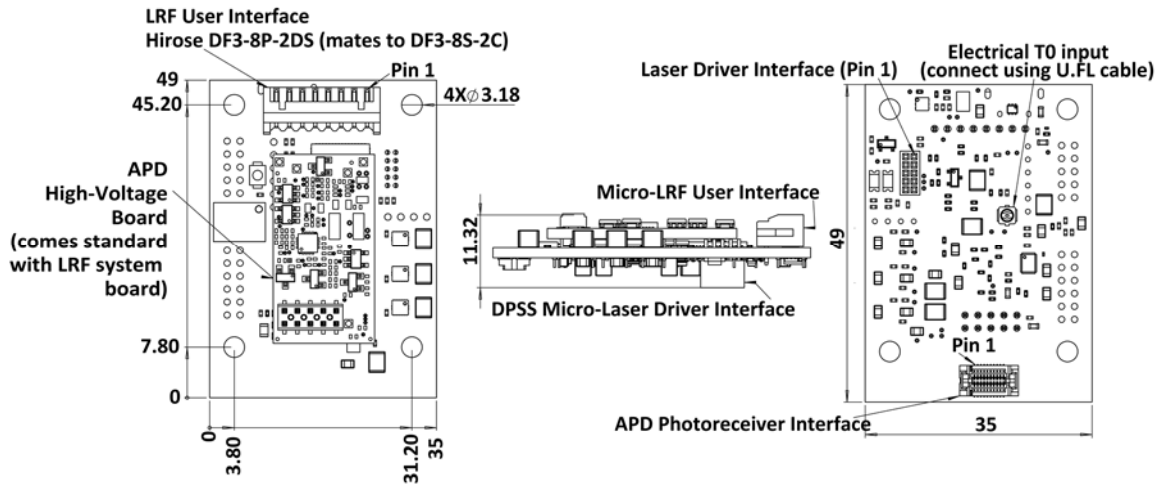 LRF User Interface
Hirose DF3-8P-2DS (mates to DF3-8S-2C)
Pin 1
49
45.20
4X⌀3.18
APD
High-Voltage
Board
(comes standard
with LRF system
board)
7.80
0
0
3.80
31.20
35
11.32
Micro-LRF User Interface
DPSS Micro-Laser Driver Interface
Electrical T0 input
(connect using U.FL cable)
Laser Driver Interface (Pin 1)
49
Pin 1
APD Photoreceiver Interface
35